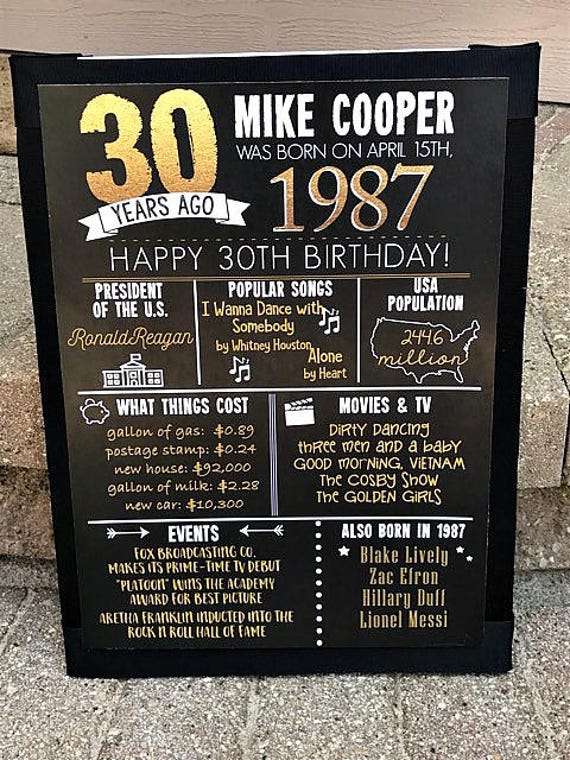 30
YEARS AGO
MIKE COOPER
WAS BORN ON APRIL 15TH,
1987
HAPPY 30TH BIRTHDAY!
PRESIDENT
OF THE U.S.
Ronald Reagan
POPULAR SONGS
I Wanna Dance with
Somebody
by Whitney Houston
Alone
by Heart
USA
POPULATION
244.6
million
WHAT THINGS COST
gallon of gas: $0.89
postage stamp: $0.24
new house: $92,000
gallon of milk: $2.28
new car: $10,300
MOVIES & TV
DIRTY DANCING
THREE MEN AND A BABY
GOOD MORNING, VIETNAM
THE COSBY SHOW
THE GOLDEN GIRLS
EVENTS
FOX BROADCASTING CO.
MAKES ITS PRIME-TIME TV DEBUT
"PLATOON" WINS THE ACADEMY
AWARD FOR BEST PICTURE
ARETHA FRANKLIN INDUCTED INTO THE
ROCK N ROLL HALL OF FAME
ALSO BORN IN 1987
Blake Lively
Zac Efron
Hillary Duff
Lionel Messi